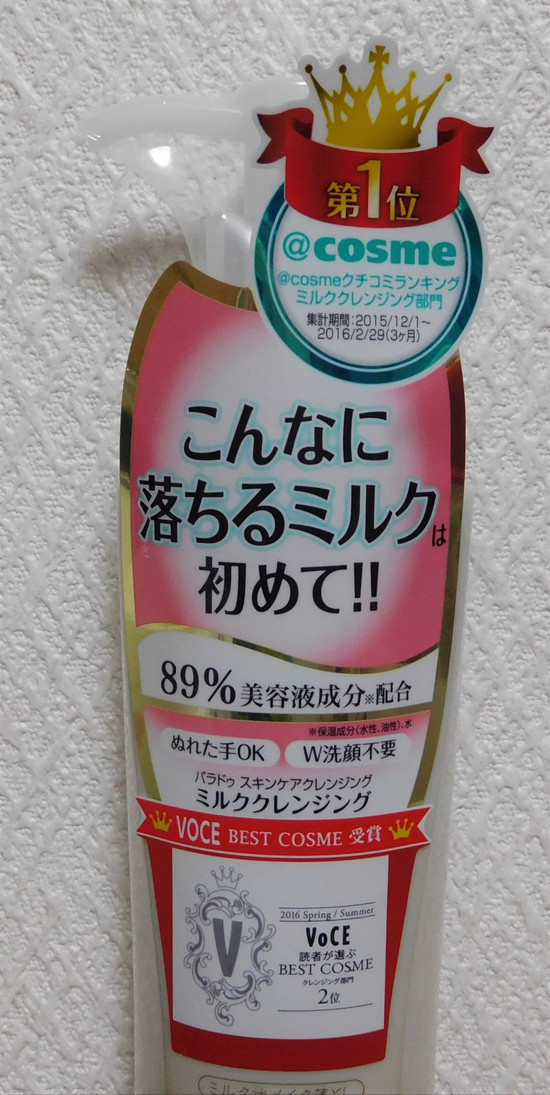 第1位
@cosme
@cosmeクチコミランキング
ミルククレンジング部門
集計期間:2015/12/1～
2016/2/29(3ヶ月)
こんなに
落ちるミルクは
初めて!!
89%美容液成分※配合
※保湿成分(水性、油性)、水
ぬれた手OK W洗顔不要
パラドゥ スキンケアクレンジング
ミルククレンジング
VOCE BEST COSME 受賞
V
2016 Spring / Summer
VoCE
読者が選ぶ
BEST COSME
クレンジング部門
2位